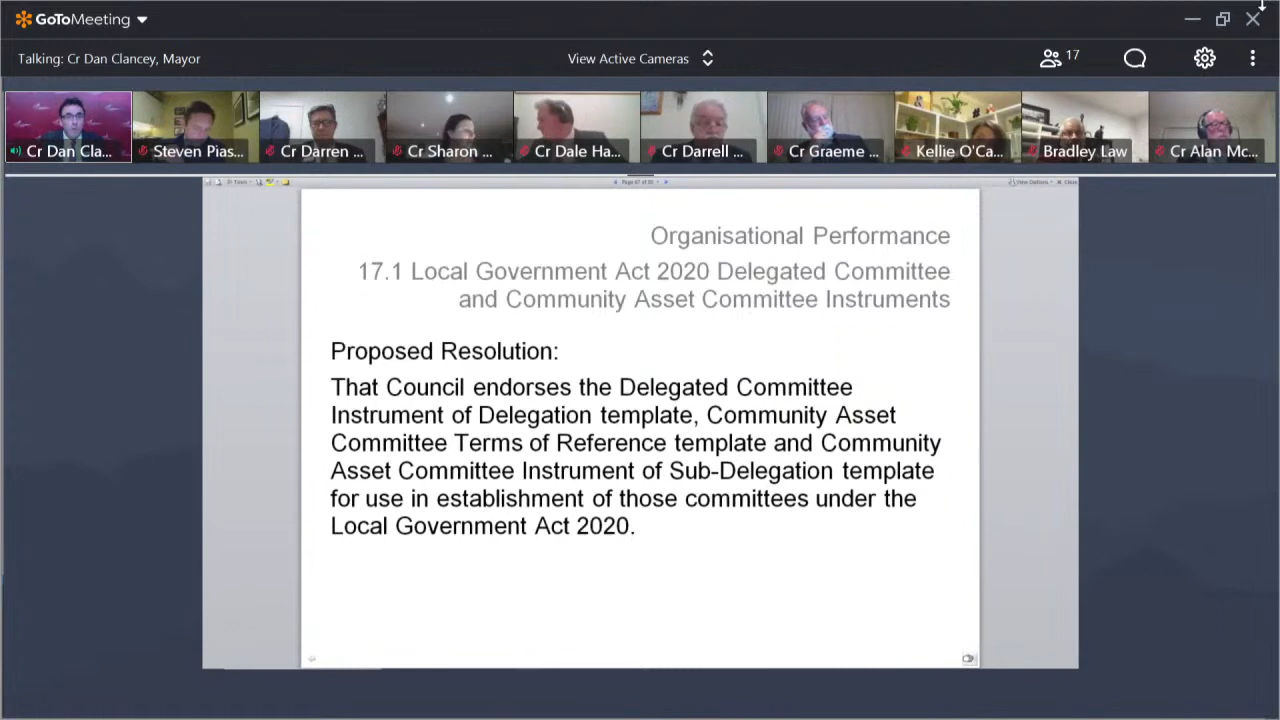 GoToMeeting
Talking: Cr Dan Clancey, Mayor
View Active Cameras
17
Cr Dan Cla...
Steven Pias...
Cr Darren ...
Cr Sharon ...
Cr Dale Ha...
Cr Darrell ...
Cr Graeme ...
Kellie O'Ca...
Bradley Law
Cr Alan Mc...
View Options
Close
Organisational Performance
17.1 Local Government Act 2020 Delegated Committee
and Community Asset Committee Instruments
Proposed Resolution:
That Council endorses the Delegated Committee
Instrument of Delegation template, Community Asset
Committee Terms of Reference template and Community
Asset Committee Instrument of Sub-Delegation template
for use in establishment of those committees under the
Local Government Act 2020.